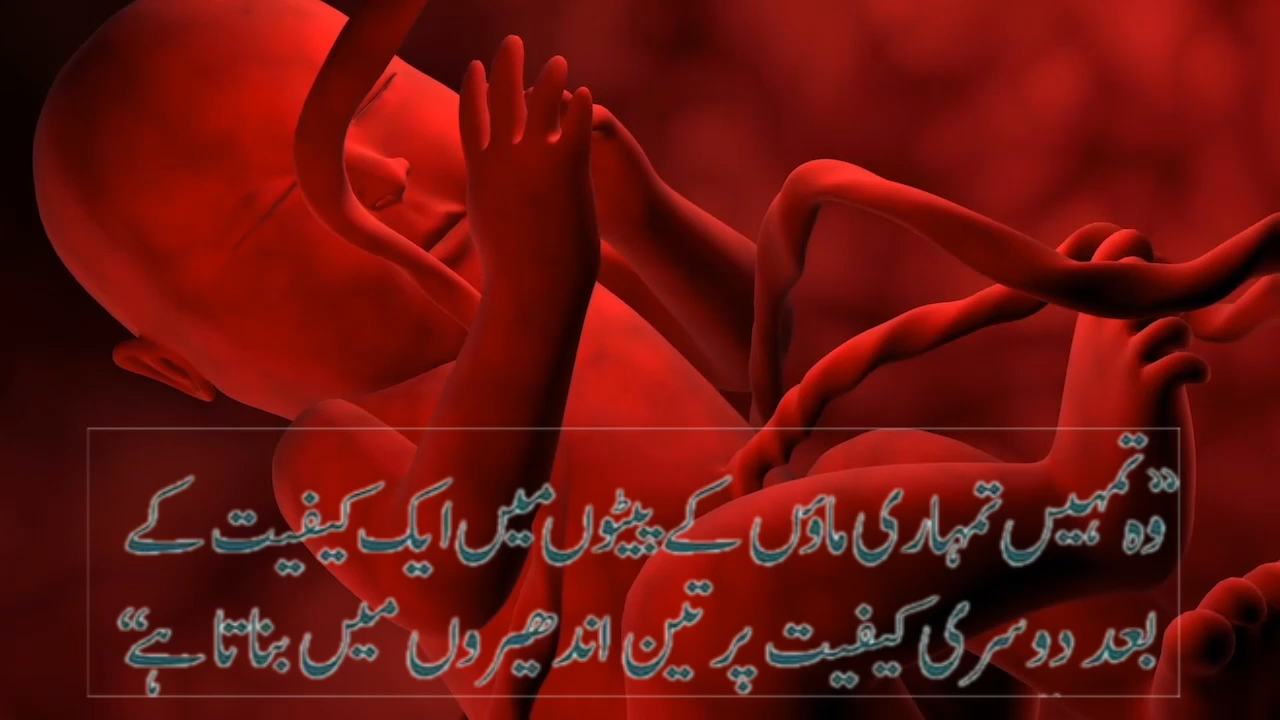 ”وہ تمہیں تمہاری ماؤں کے پیٹوں میں ایک کیفیت کے
بعد دوسری کیفیت پر تین اندھیروں میں بناتا ہے“